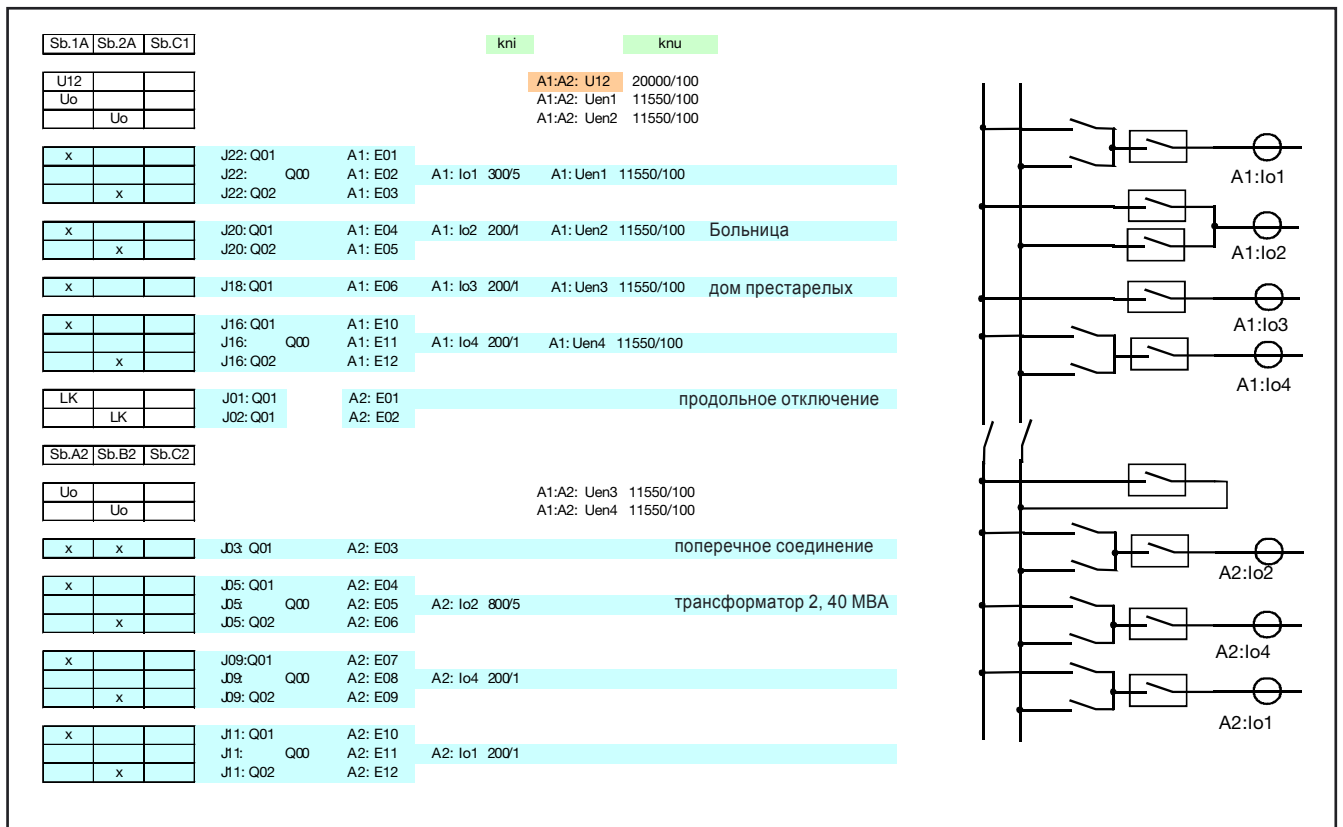 Sb.1A Sb.2A Sb.C1 kni knu
U12 A1:A2: U12 20000/100
Uo A1:A2: Uen1 11550/100
Uo A1:A2: Uen2 11550/100
x J22: Q01 A1: E01
J22: Q00 A1: E02 A1: Io1 300/5 A1: Uen1 11550/100
x J22: Q02 A1: E03
x J20: Q01 A1: E04 A1: Io2 200/1 A1: Uen2 11550/100 Больница
x J20: Q02 A1: E05
x J18: Q01 A1: E06 A1: Io3 200/1 A1: Uen3 11550/100 дом престарелых
x J16: Q01 A1: E10
J16: Q00 A1: E11 A1: Io4 200/1 A1: Uen4 11550/100
x J16: Q02 A1: E12
LK J01: Q01 A2: E01 продольное отключение
LK J02: Q01 A2: E02
Sb.A2 Sb.B2 Sb.C2
Uo A1:A2: Uen3 11550/100
Uo A1:A2: Uen4 11550/100
x x J03: Q01 A2: E03 поперечное соединение
x J05: Q01 A2: E04
J05: Q00 A2: E05 A2: Io2 800/5 трансформатор 2, 40 МВА
x J05: Q02 A2: E06
x J09:Q01 A2: E07
J09: Q00 A2: E08 A2: Io4 200/1
x J09: Q02 A2: E09
x J11: Q01 A2: E10
J11: Q00 A2: E11 A2: Io1 200/1
x J11: Q02 A2: E12
A1:Io1
A1:Io2
A1:Io3
A1:Io4
A2:Io2
A2:Io4
A2:Io1